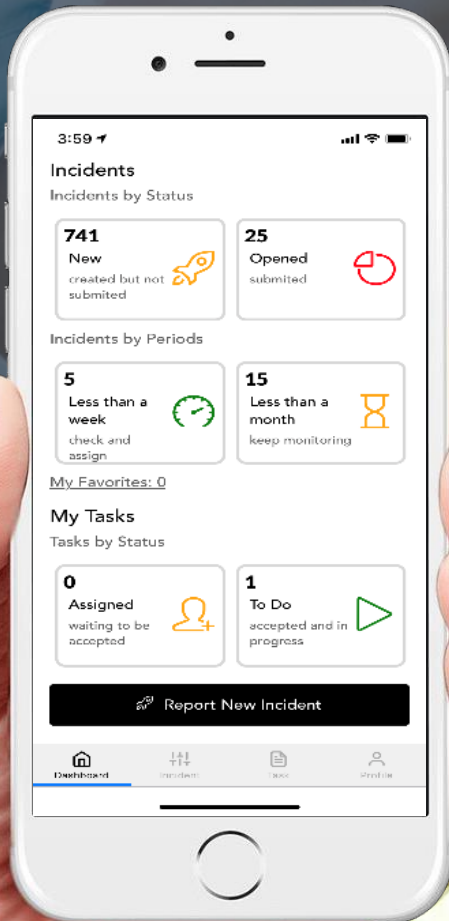 3:59
Incidents
Incidents by Status
741
New
created but not
submited
25
Opened
submited
Incidents by Periods
5
Less than a
week
check and
assign
15
Less than a
month
keep monitoring
My Favorites: 0
My Tasks
Tasks by Status
0
Assigned
waiting to be
accepted
1
To Do
accepted and in
progress
Report New Incident
Dashboard
Incident
Task
Profile